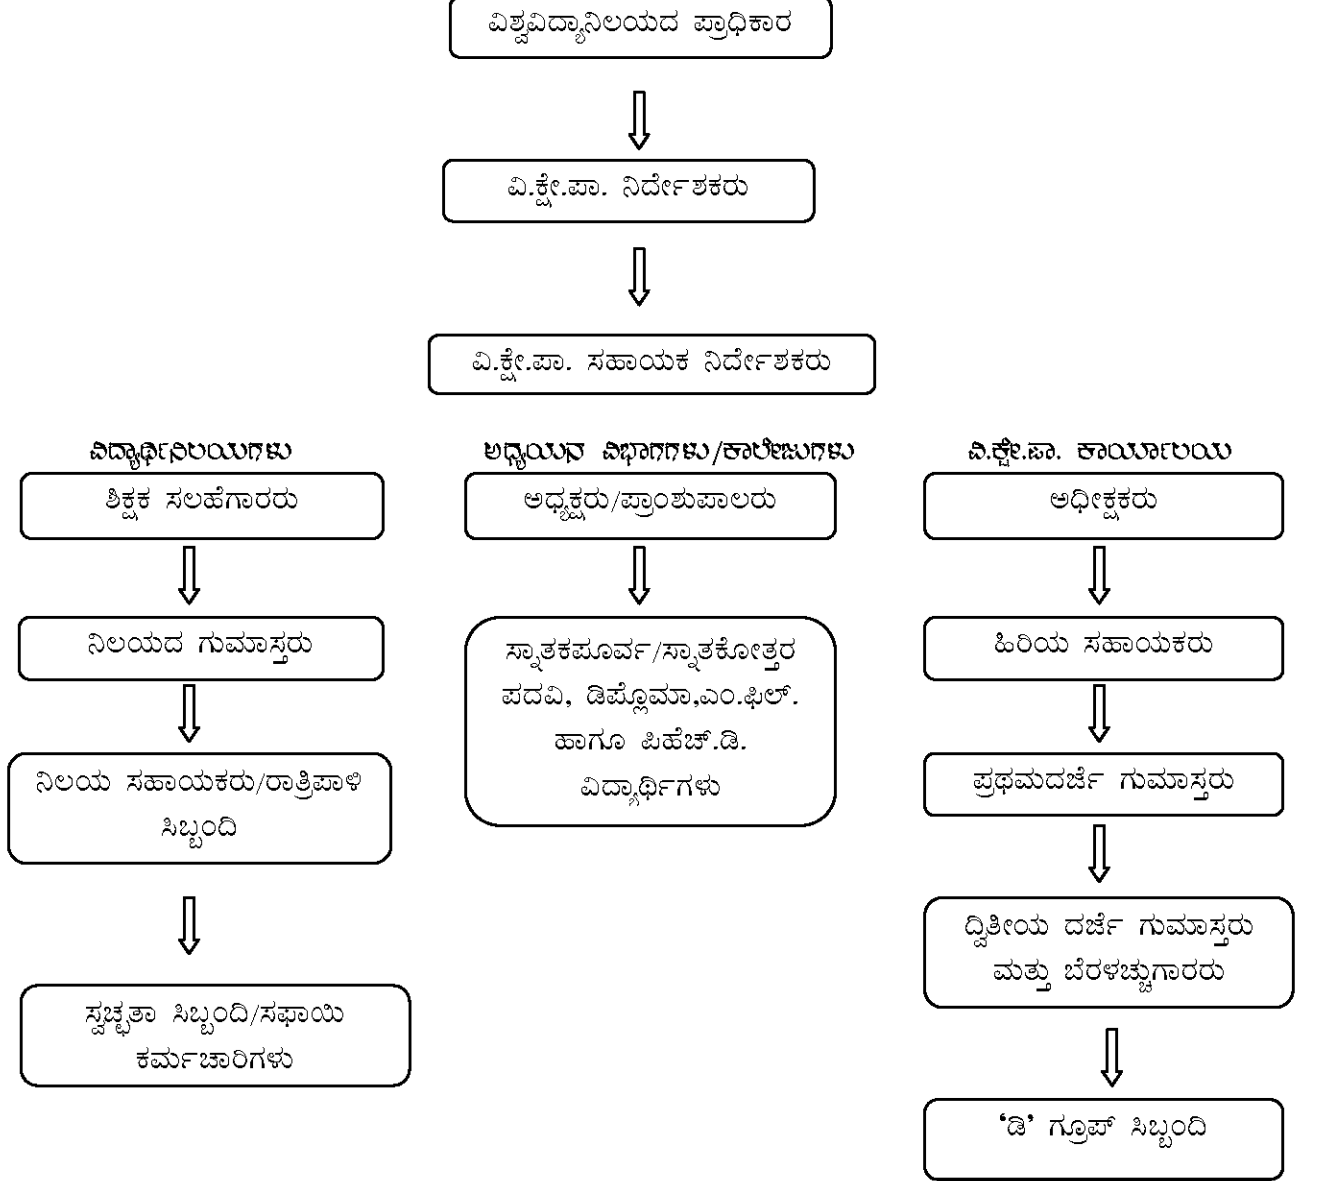 ವಿಶ್ವವಿದ್ಯಾನಿಲಯದ ಪ್ರಾಧಿಕಾರ
ವಿ.ಕ್ಷೇ.ಪಾ. ನಿರ್ದೇಶಕರು
ವಿ.ಕ್ಷೇ.ಪಾ. ಸಹಾಯಕ ನಿರ್ದೇಶಕರು
ವಿದ್ಯಾರ್ಥಿನಿಲಯಗಳು
ಶಿಕ್ಷಕ ಸಲಹೆಗಾರರು
ನಿಲಯದ ಗುಮಾಸ್ತರು
ನಿಲಯ ಸಹಾಯಕರು/ರಾತ್ರಿಪಾಳಿ
ಸಿಬ್ಬಂದಿ
ಸ್ವಚ್ಛತಾ ಸಿಬ್ಬಂದಿ/ಸಫಾಯಿ
ಕರ್ಮಚಾರಿಗಳು
ಅಧ್ಯಯನ ವಿಭಾಗಗಳು/ಕಾಲೇಜುಗಳು
ಅಧ್ಯಕ್ಷರು/ಪ್ರಾಂಶುಪಾಲರು
ಸ್ನಾತಕಪೂರ್ವ/ಸ್ನಾತಕೋತ್ತರ
ಪದವಿ, ಡಿಪ್ಲೊಮಾ,ಎಂ.ಫಿಲ್.
ಹಾಗೂ ಪಿಹೆಚ್.ಡಿ.
ವಿದ್ಯಾರ್ಥಿಗಳು
ವಿ.ಕ್ಷೇ.ಪಾ. ಕಾರ್ಯಾಲಯ
ಅಧೀಕ್ಷಕರು
ಹಿರಿಯ ಸಹಾಯಕರು
ಪ್ರಥಮದರ್ಜೆ ಗುಮಾಸ್ತರು
ದ್ವಿತೀಯ ದರ್ಜೆ ಗುಮಾಸ್ತರು
ಮತ್ತು ಬೆರಳಚ್ಚುಗಾರರು
‘ಡಿ’ ಗ್ರೂಪ್ ಸಿಬ್ಬಂದಿ